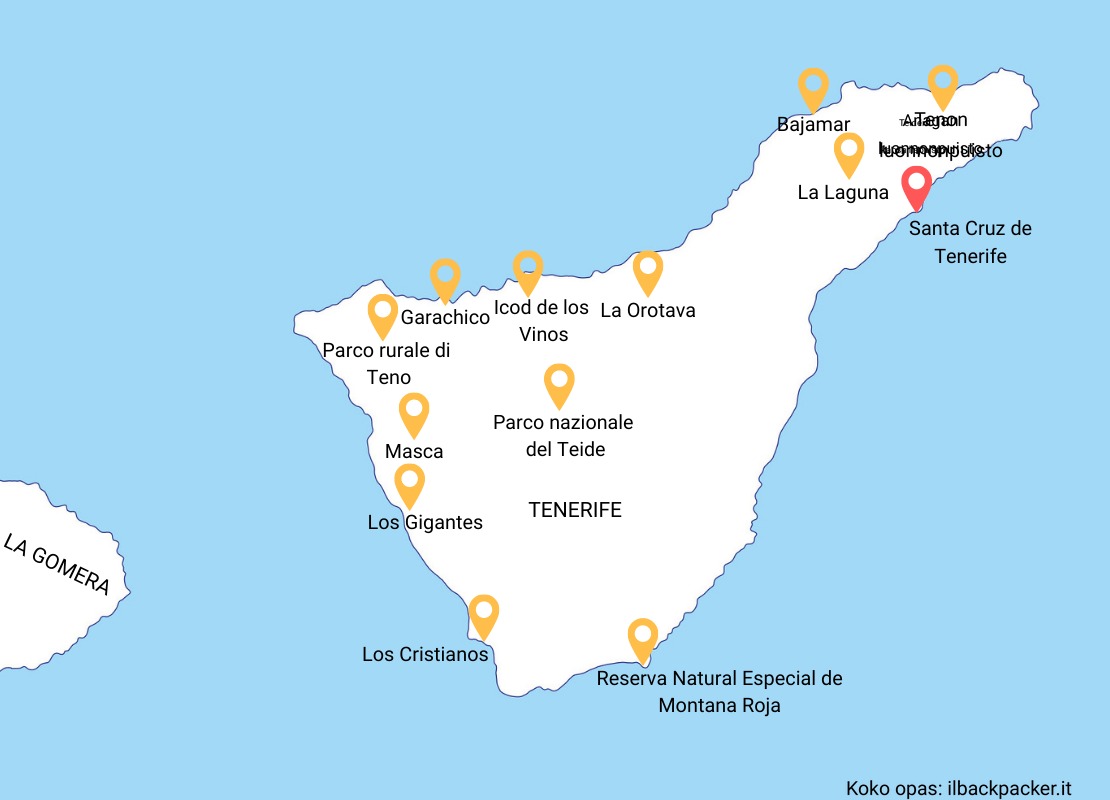 Bajamar
Tenon
luonnonpuisto
La Laguna
Santa Cruz de
Tenerife
Garachico
Icod de los
Vinos
La Orotava
Parco rurale di
Teno
Parco nazionale
del Teide
Masca
TENERIFE
Los Gigantes
LA GOMERA
Los Cristianos
Reserva Natural Especial de
Montana Roja
Koko opas: ilbackpacker.it